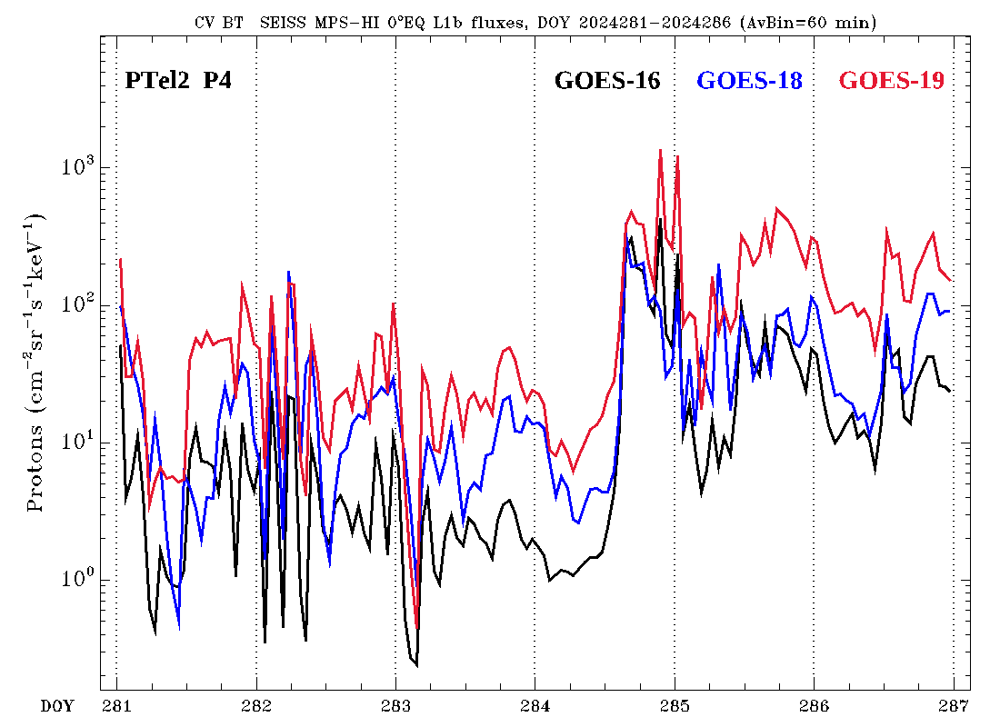 CV BT  SEISS MPS-HI 0°EQ L1b fluxes, DOY 2024281-2024286 (AvBin=60 min)
PTel2 P4 GOES-16 GOES-18 GOES-19
10³
10²
10¹
10⁰
Protons (cm⁻²sr⁻¹s⁻¹keV⁻¹)
DOY 281 282 283 284 285 286 287